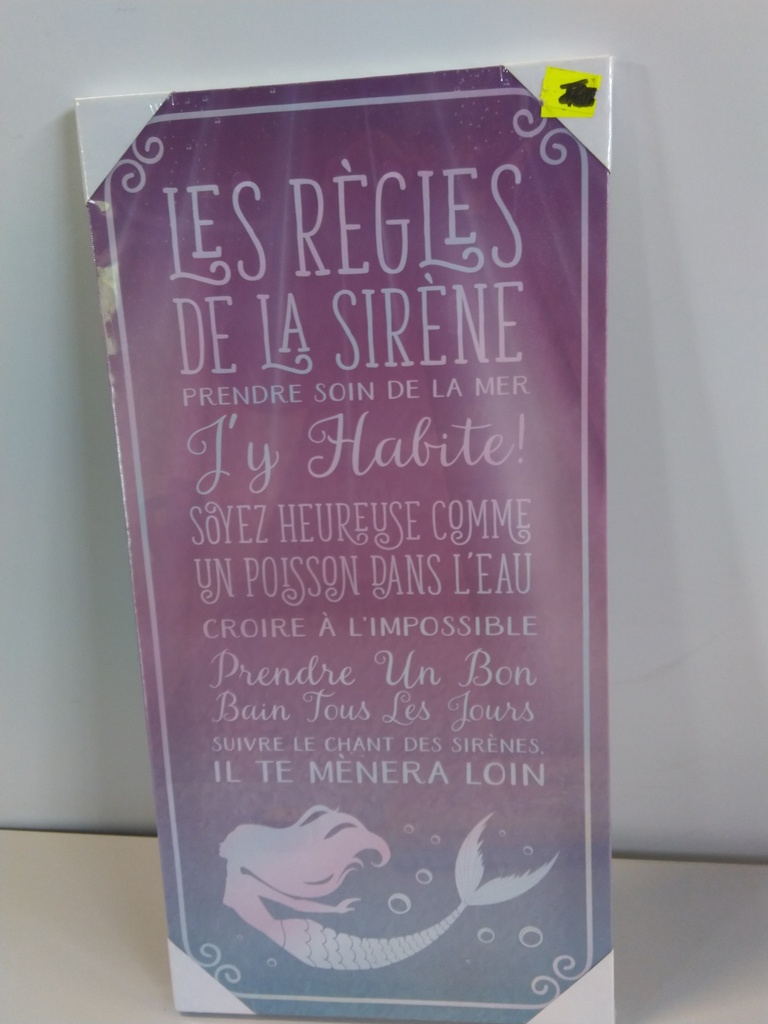 LES RÈGLES
DE LA SIRÈNE
PRENDRE SOIN DE LA MER
J'y Habite!
SOYEZ HEUREUSE COMME
UN POISSON DANS L'EAU
CROIRE À L'IMPOSSIBLE
Prendre Un Bon
Bain Tous Les Jours
SUIVRE LE CHANT DES SIRÈNES,
IL TE MÈNERA LOIN